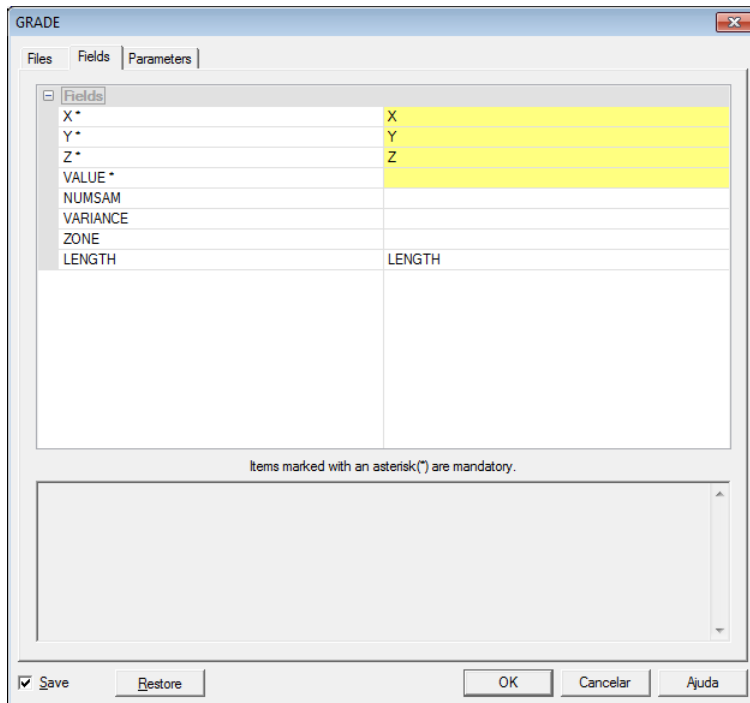 GRADE
Files Fields Parameters
Fields
X * X
Y * Y
Z * Z
VALUE *
NUMSAM
VARIANCE
ZONE
LENGTH LENGTH
Items marked with an asterisk(*) are mandatory.
Save Restore OK Cancelar Ajuda